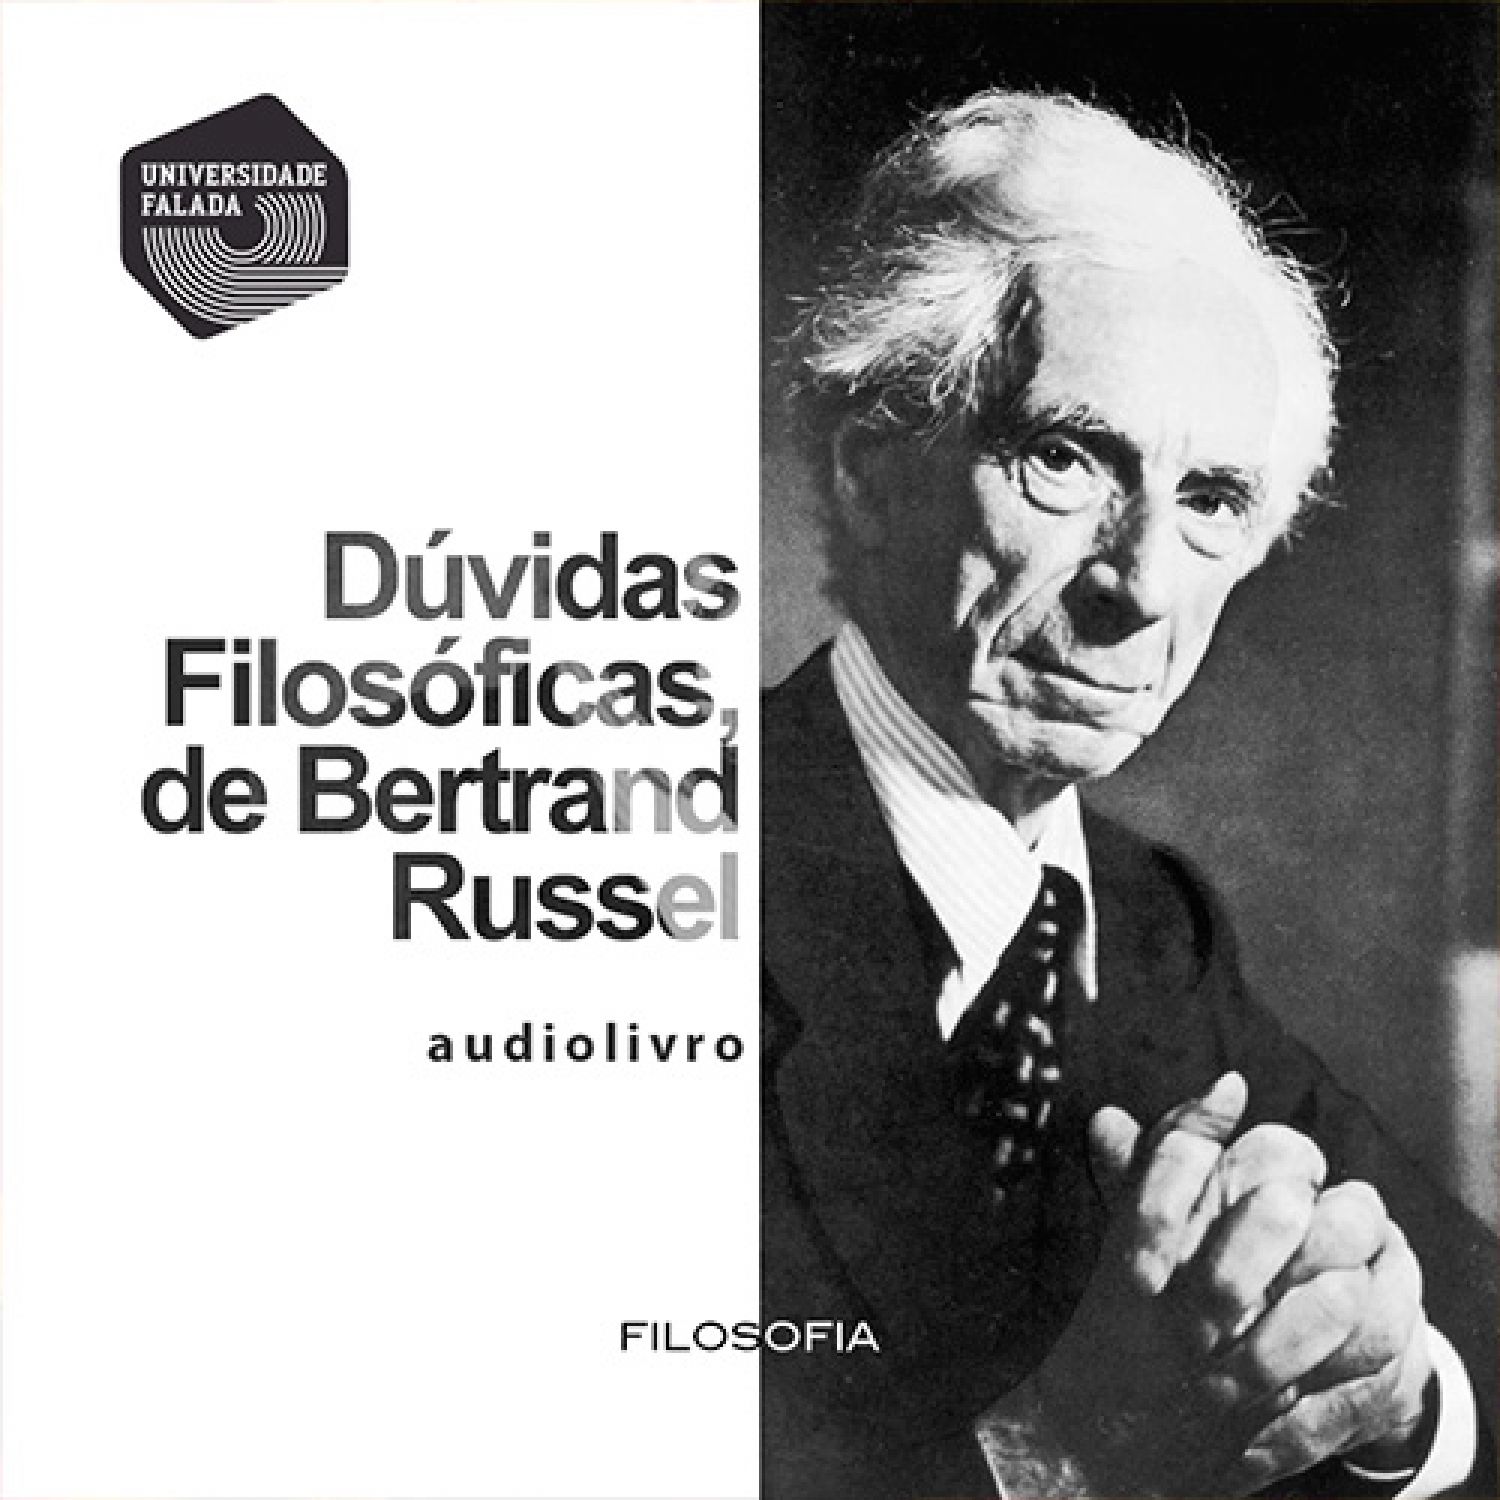 UNIVERSIDADE
FALADA
Dúvidas
Filosóficas,
de Bertrand
Russel
audiolivro
FILOSOFIA